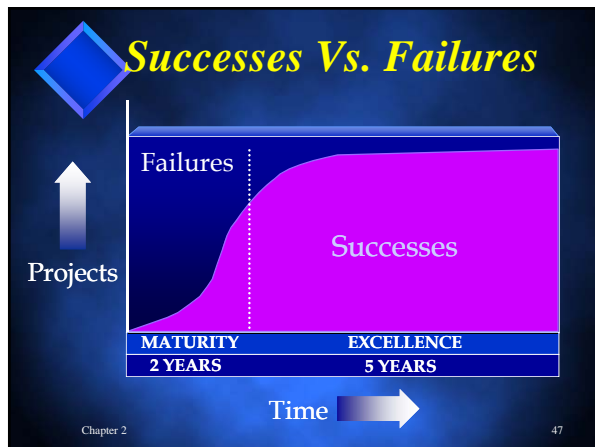 Successes Vs. Failures
Failures
Successes
Projects
MATURITY EXCELLENCE
2 YEARS 5 YEARS
Time
Chapter 2 47